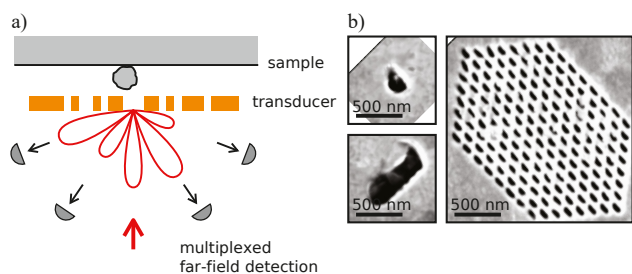 a)
sample
transducer
multiplexed
far-field detection
b)
500 nm
500 nm
500 nm